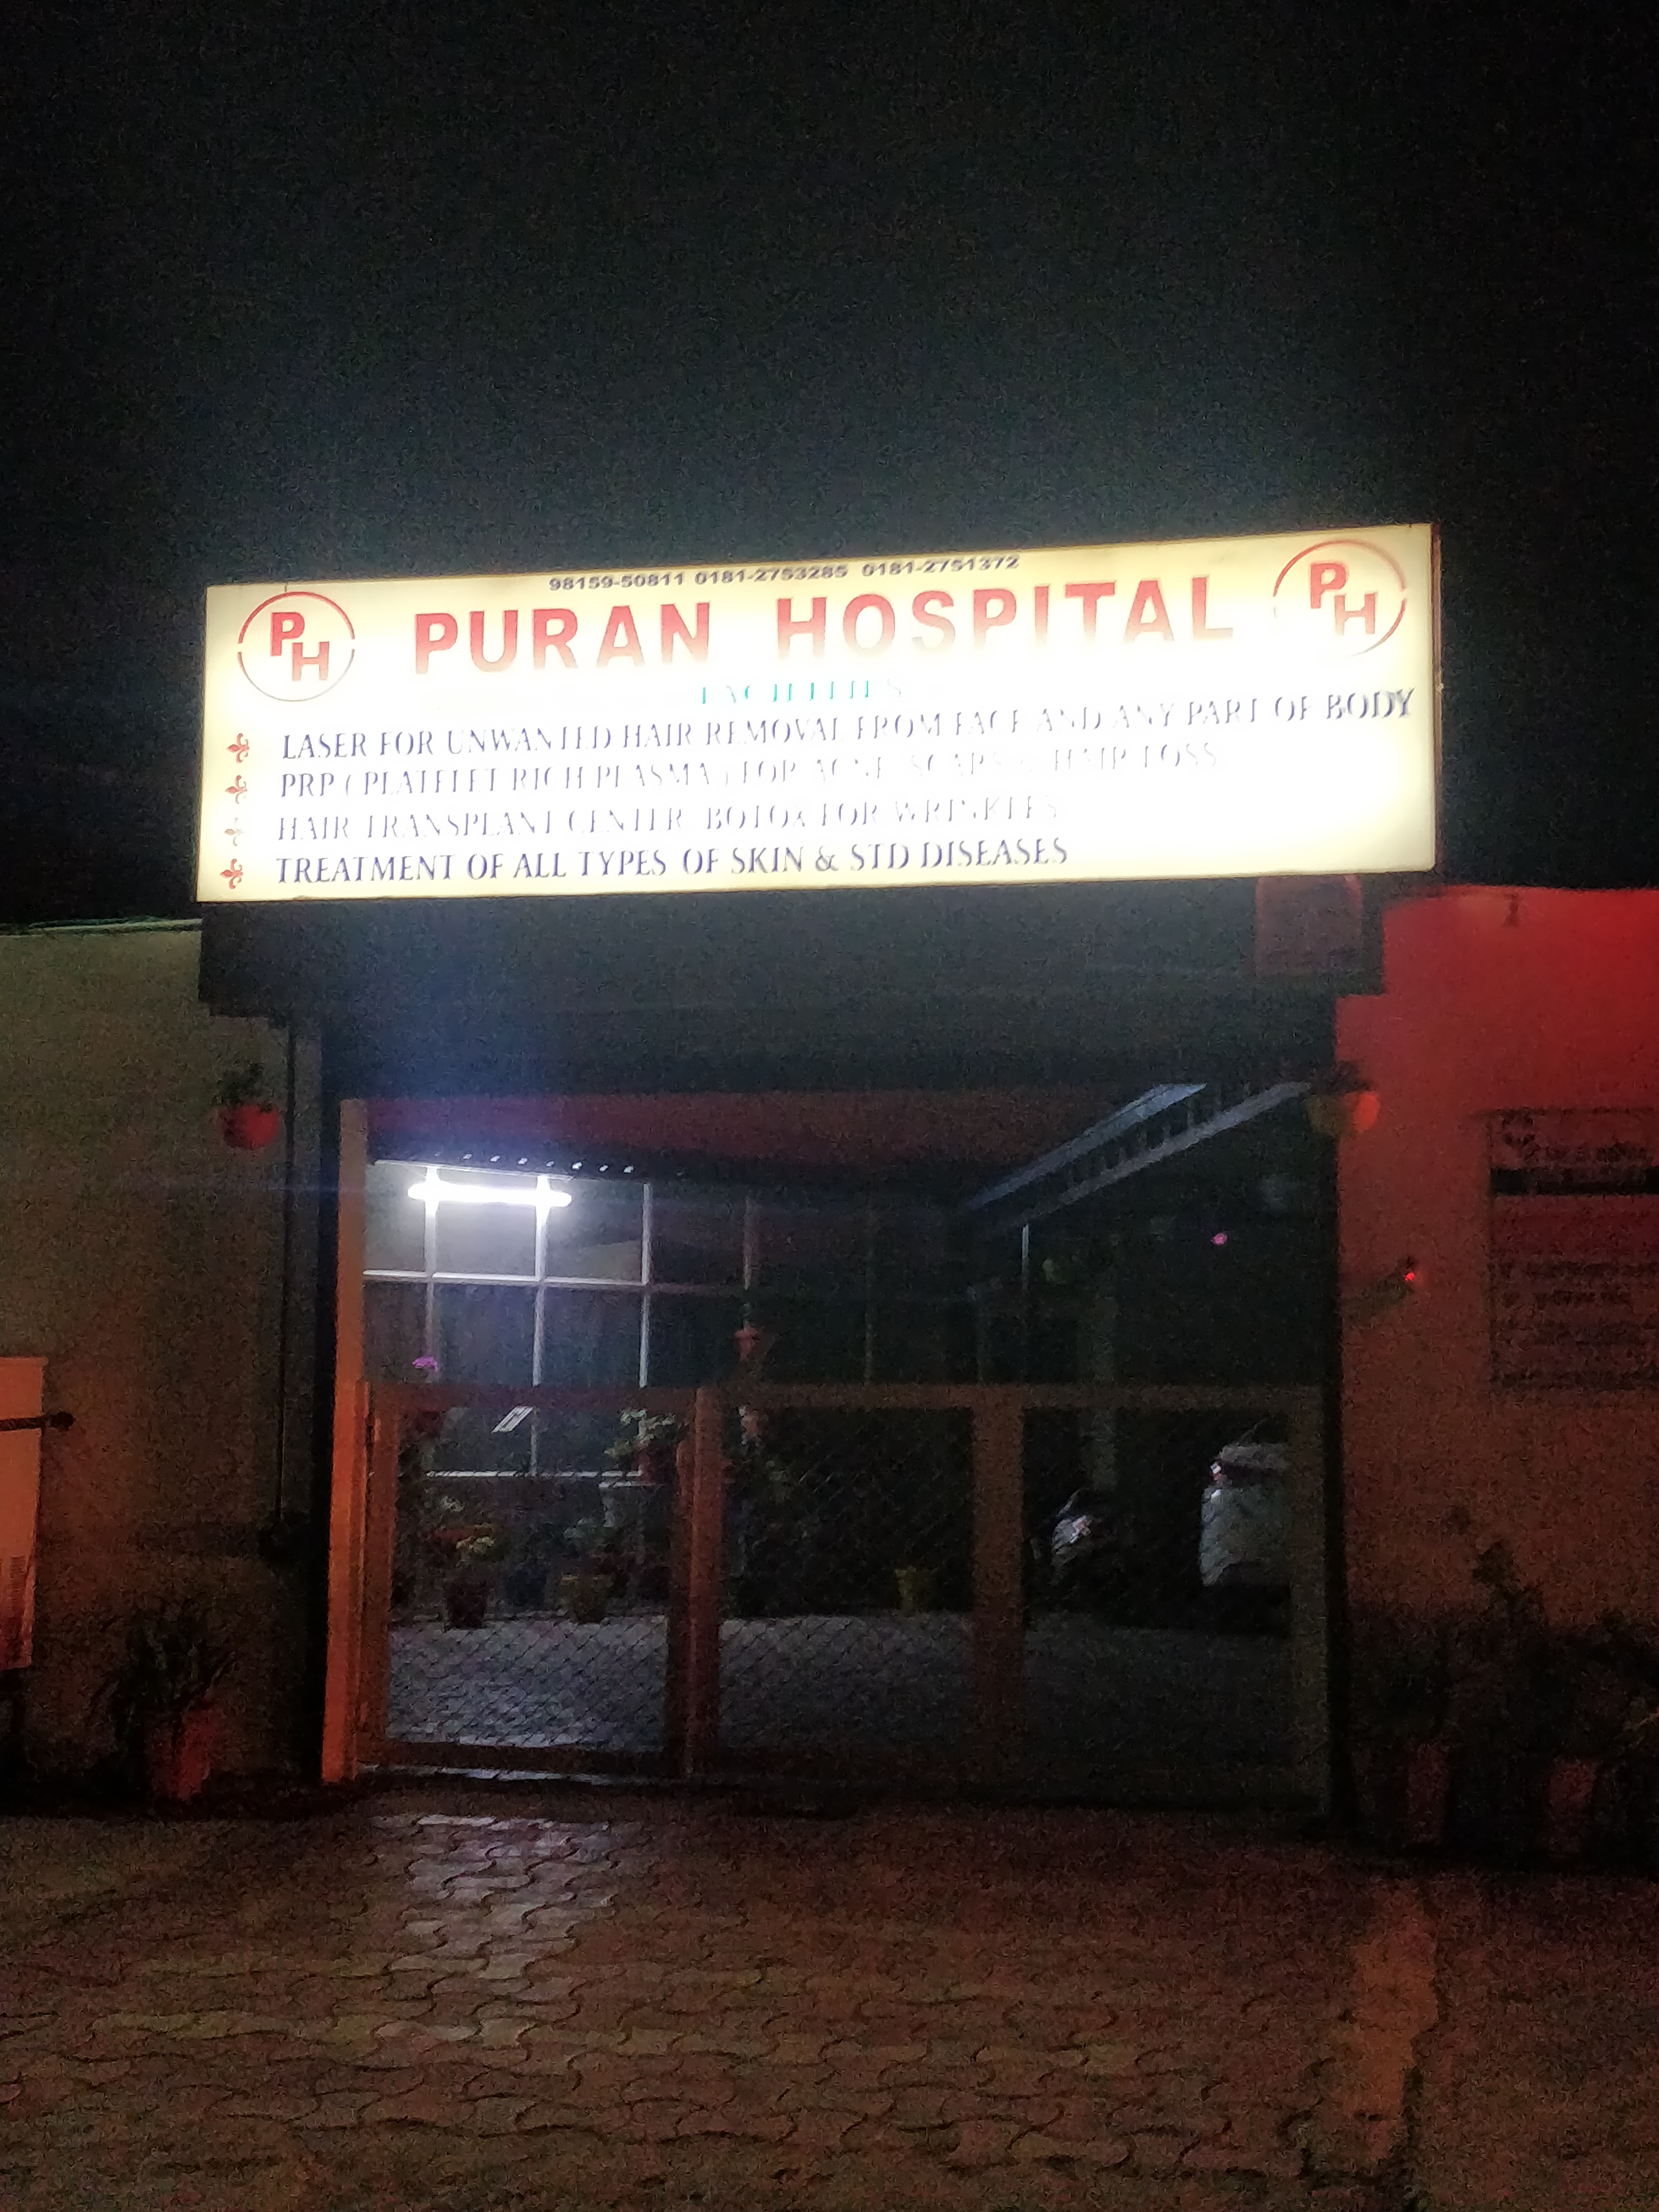 98159-50811 0181-2753285 0181-2751372
PH PURAN HOSPITAL PH
FACILITIES
LASER FOR UNWANTED HAIR REMOVAL FROM FACE AND ANY PART OF BODY
PRP ( PLATELET RICH PLASMA ) FOR ACNE SCARS & HAIR LOSS
HAIR TRANSPLANT CENTER BOTOX FOR WRINKLES
TREATMENT OF ALL TYPES OF SKIN & STD DISEASES